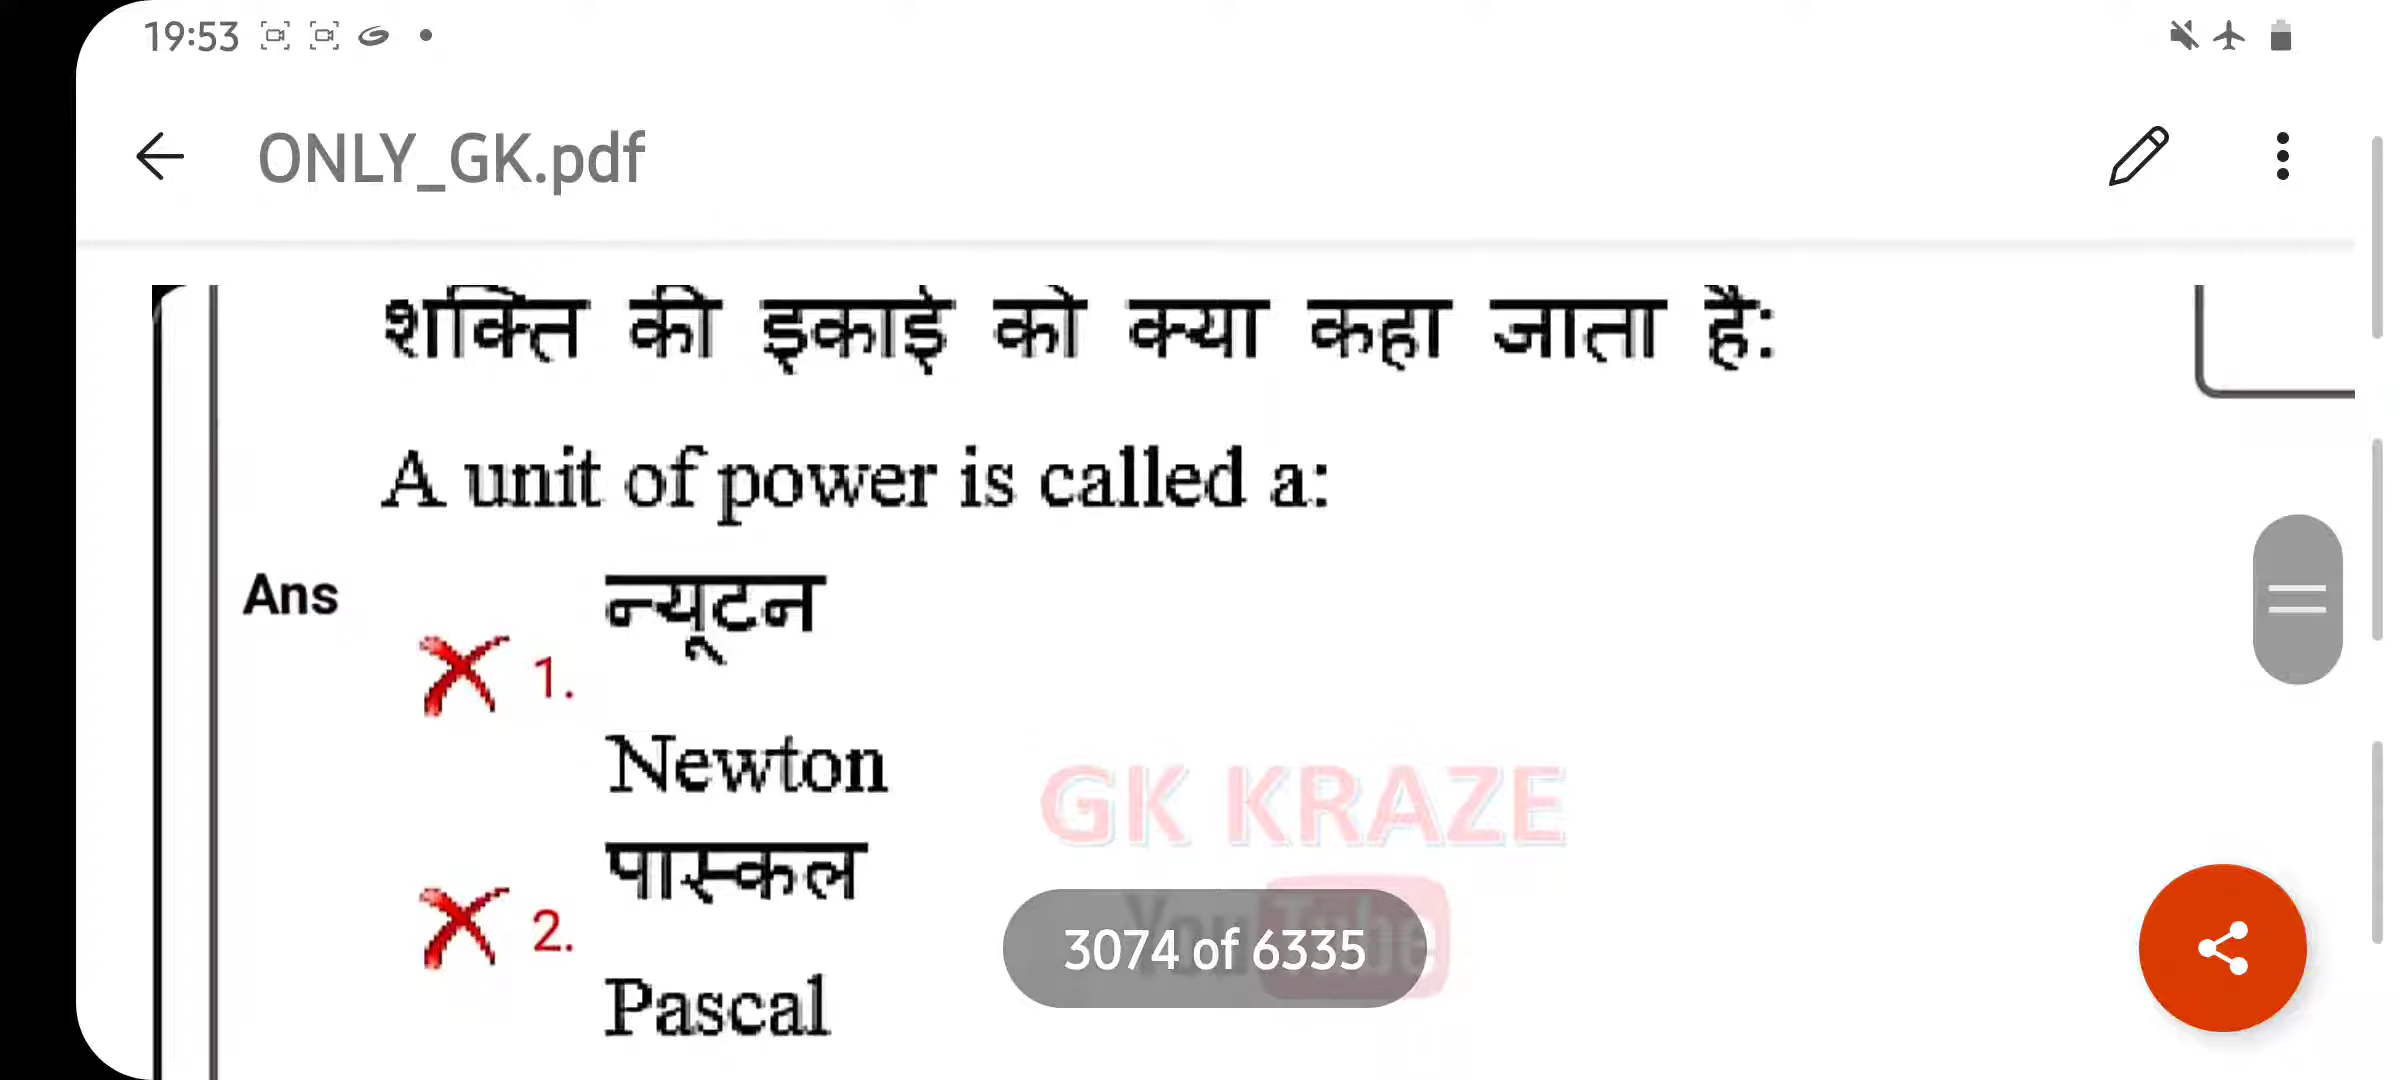 19:53
ONLY_GK.pdf
शक्ति की इकाई को क्या कहा जाता है:
A unit of power is called a:
Ans
न्यूटन
1.
Newton
GK KRAZE
पास्कल
2.
YouTube
3074 of 6335
Pascal